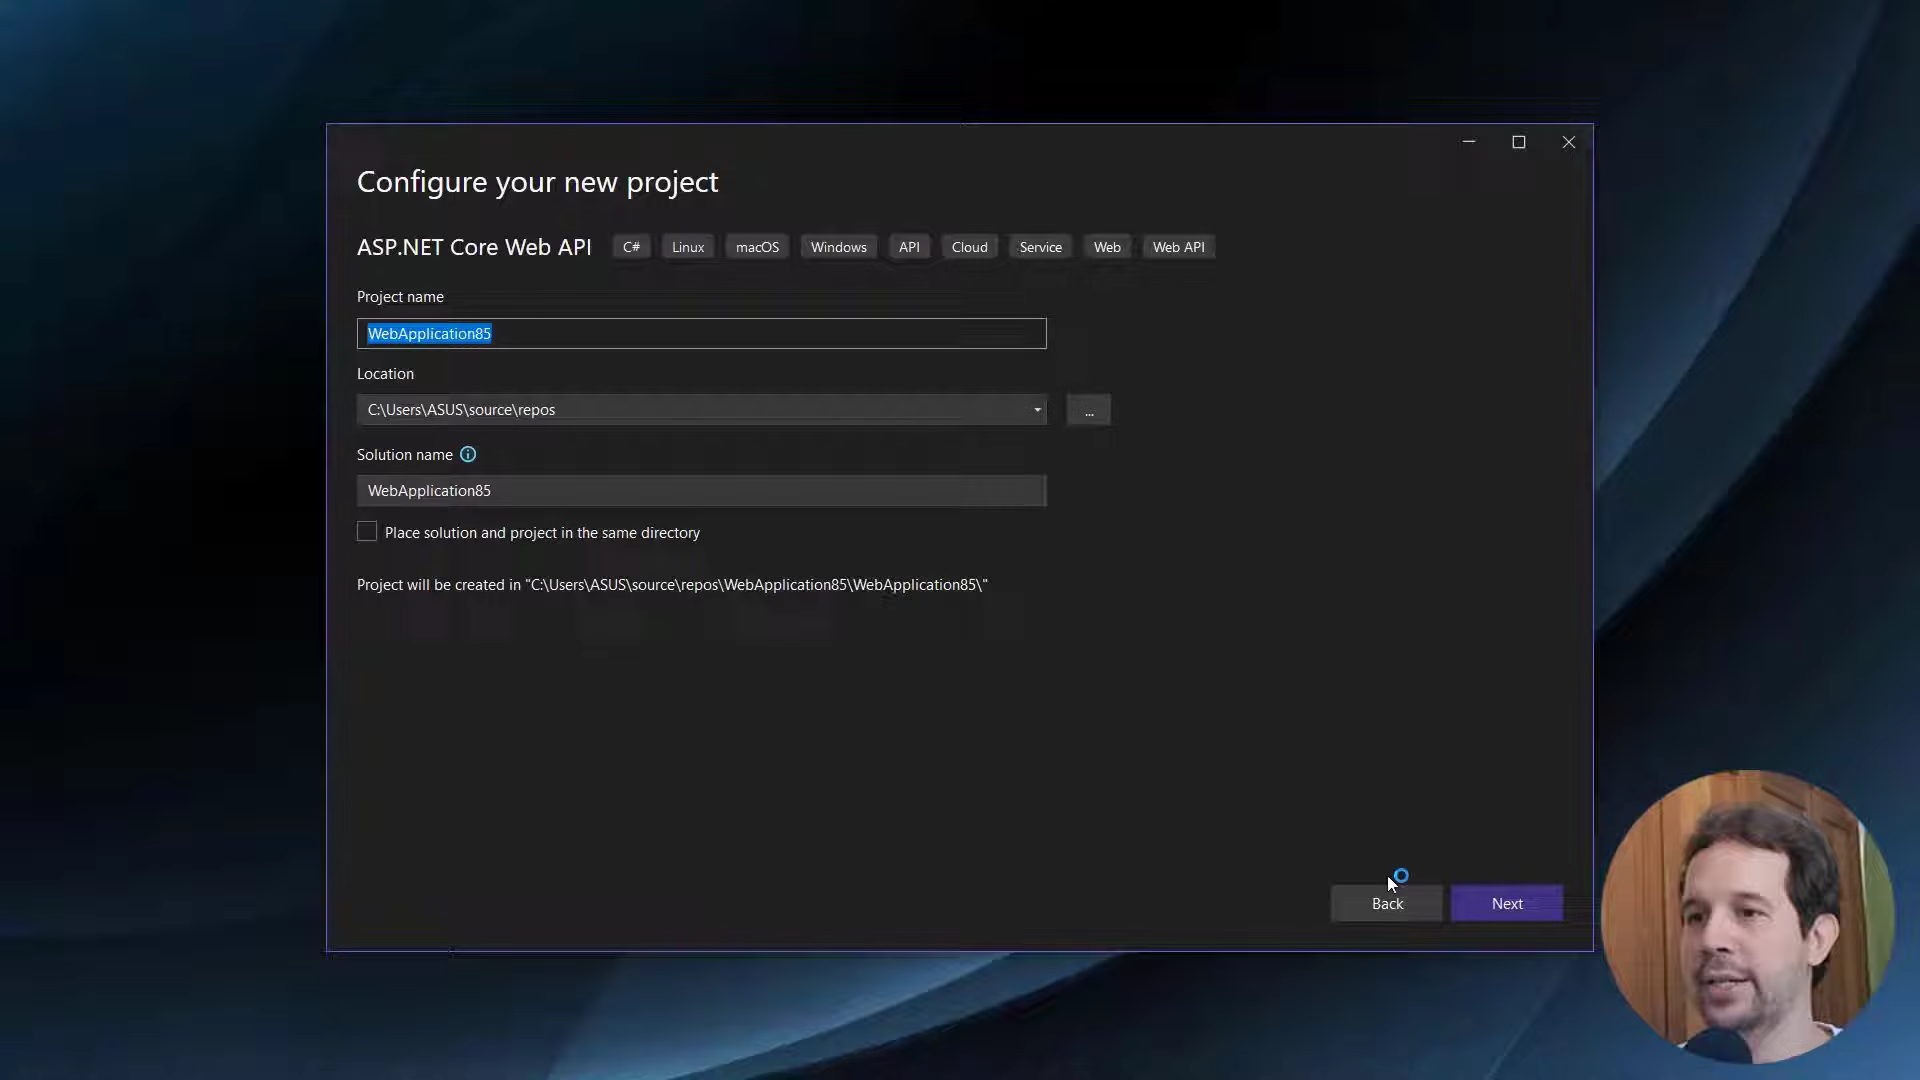 Configure your new project
ASP.NET Core Web API C# Linux macOS Windows API Cloud Service Web Web API
Project name
WebApplication85
Location
C:\Users\ASUS\source\repos
...
Solution name
WebApplication85
Place solution and project in the same directory
Project will be created in "C:\Users\ASUS\source\repos\WebApplication85\WebApplication85\"
Back Next